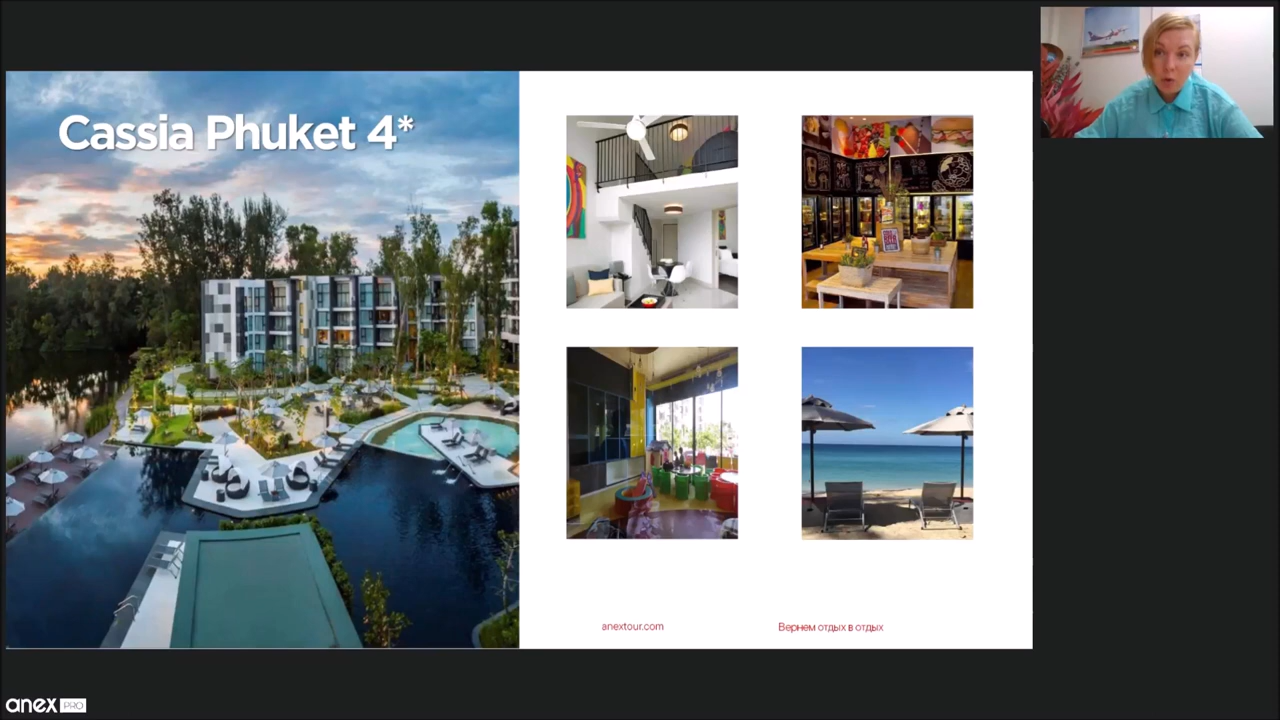 Cassia Phuket 4*
anextour.com
Вернем отдых в отдых
anex PRO